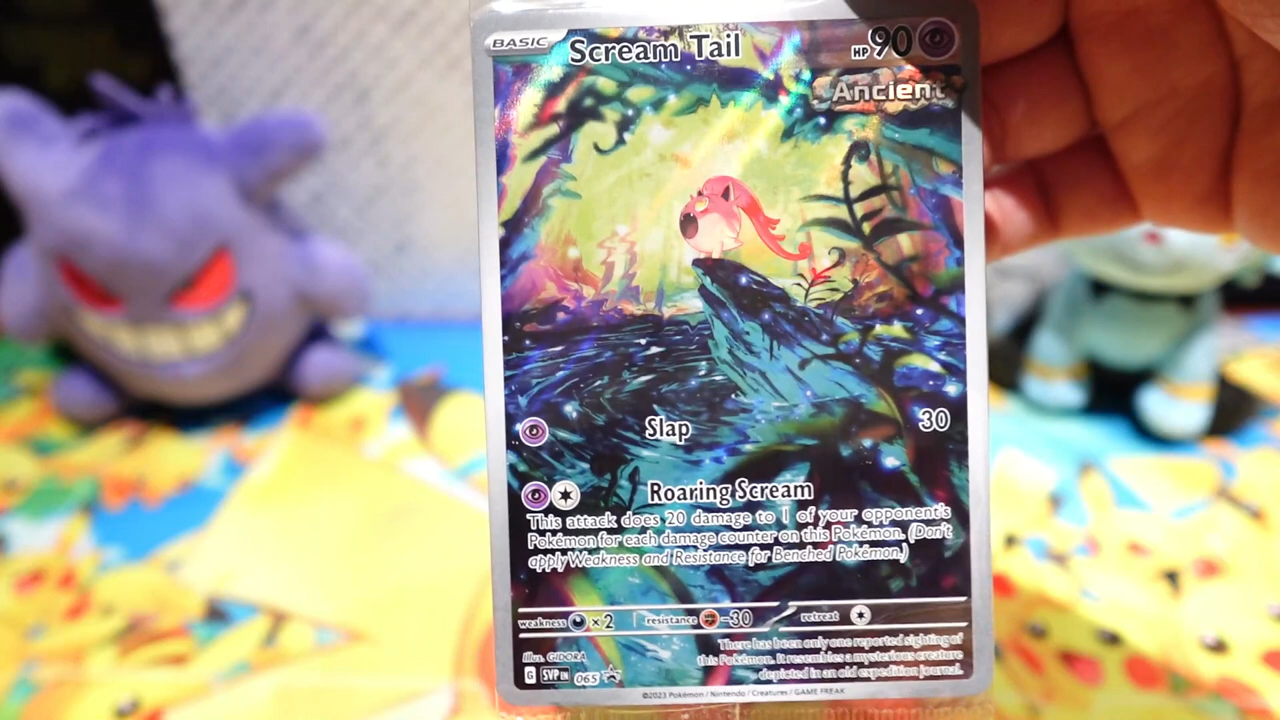 BASIC Scream Tail HP 90
Ancient
Slap 30
Roaring Scream
This attack does 20 damage to 1 of your opponent's
Pokémon for each damage counter on this Pokémon. (Don't
apply Weakness and Resistance for Benched Pokémon.)
weakness ×2 resistance -30 retreat
There has been only one reported sighting of
this Pokémon. It resembles a mysterious creature
depicted in an old expedition journal.
Illus. GIDORA
G SVP EN 065
©2023 Pokémon / Nintendo / Creatures / GAME FREAK